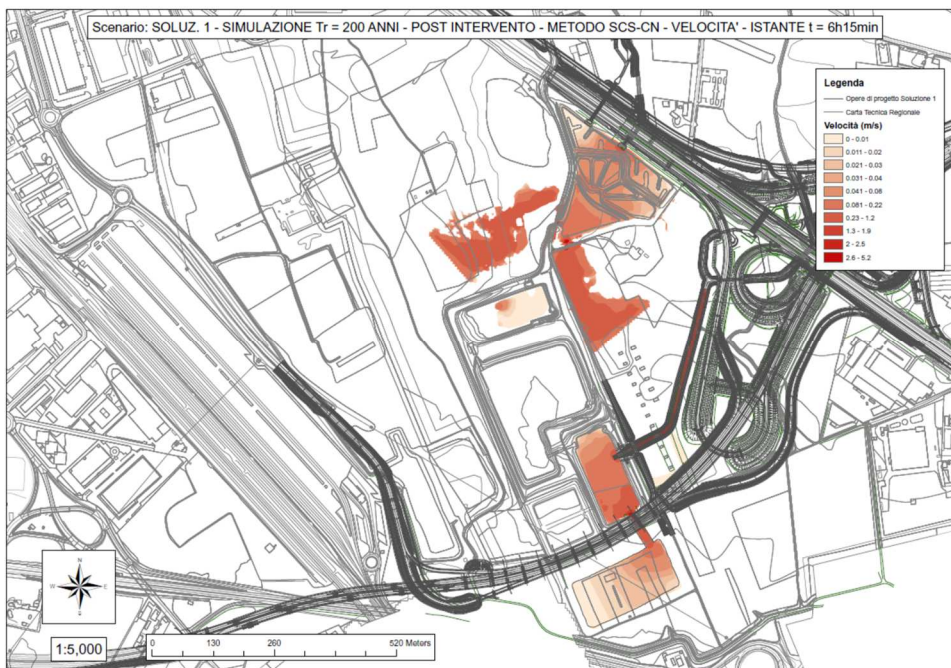 Scenario: SOLUZ. 1 - SIMULAZIONE Tr = 200 ANNI - POST INTERVENTO - METODO SCS-CN - VELOCITA' - ISTANTE t = 6h15min
Legenda
Opere di progetto Soluzione 1
Carta Tecnica Regionale
Velocità (m/s)
0 - 0.01
0.011 - 0.02
0.021 - 0.03
0.031 - 0.04
0.041 - 0.08
0.081 - 0.22
0.23 - 1.2
1.3 - 1.9
2 - 2.5
2.6 - 5.2
N
W E
S
1:5,000
0 130 260 520 Meters